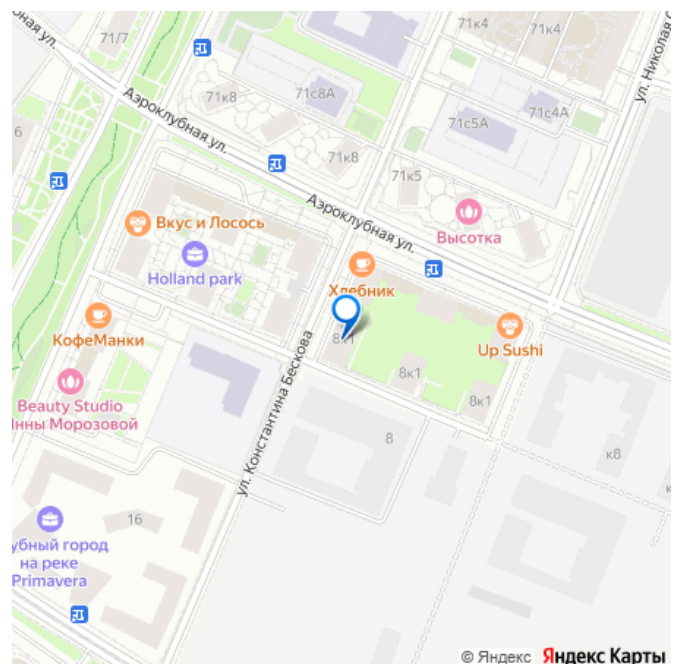 71/7
71к4
71к4
ная ул.
Аэроклубная ул.
71к8
71с8А
71с5А
71с4А
71к8
71к5
6
Вкус и Лосось
Holland park
Аэроклубная ул.
Высотка
Хлебник
8к1
Up Sushi
КофеМанки
Beauty Studio
Инны Морозовой
ул. Константина Бескова
8к1
8к1
8
к8
16
убный город
на реке
Primavera
© Яндекс Яндекс Карты